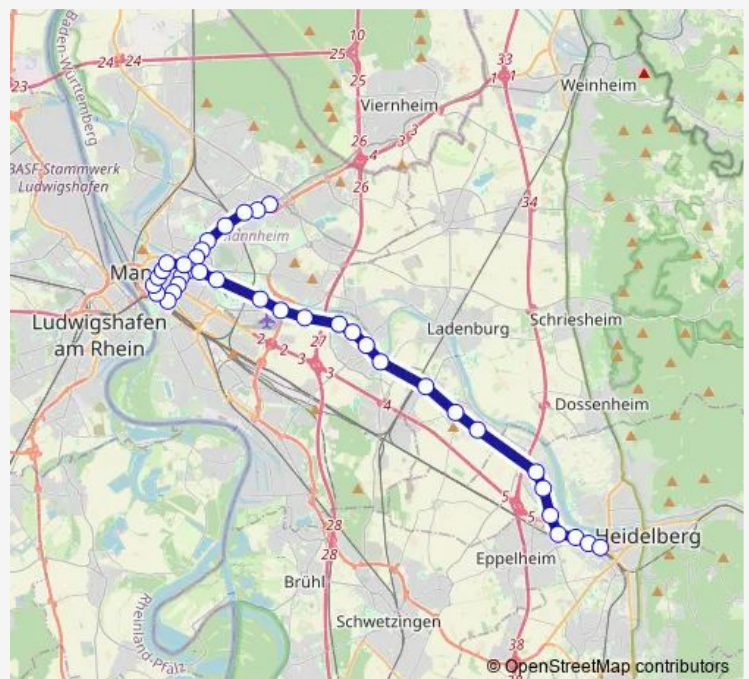 10
24
24
25
23
25
33
1
1
Weinheim
Baden-Württemberg
Viernheim
3
3
26
4
26
BASF Stammwerk
Ludwigshafen
34
Ludwigshafen
am Rhein
Ladenburg
Schriesheim
2
2
27
3
3
4
Dossenheim
5
5
Heidelberg
Eppelheim
28
28
Brühl
Rheinland-Pfalz
Schwetzingen
38
© OpenStreetMap contributors